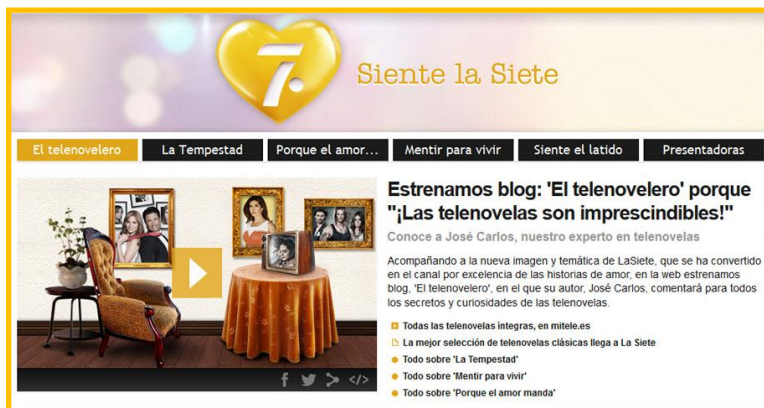 7.
Siente la Siete
El telenovelero
La Tempestad
Porque el amor...
Mentir para vivir
Siente el latido
Presentadoras
Estrenamos blog: 'El telenovelero' porque
"¡Las telenovelas son imprescindibles!"
Conoce a José Carlos, nuestro experto en telenovelas
Acompañando a la nueva imagen y temática de LaSiete, que se ha convertido
en el canal por excelencia de las historias de amor, en la web estrenamos
blog, 'El telenovelero', en el que su autor, José Carlos, comentará para todos
los secretos y curiosidades de las telenovelas.
Todas las telenovelas íntegras, en mitele.es
La mejor selección de telenovelas clásicas llega a La Siete
Todo sobre 'La Tempestad'
Todo sobre 'Mentir para vivir'
Todo sobre 'Porque el amor manda'